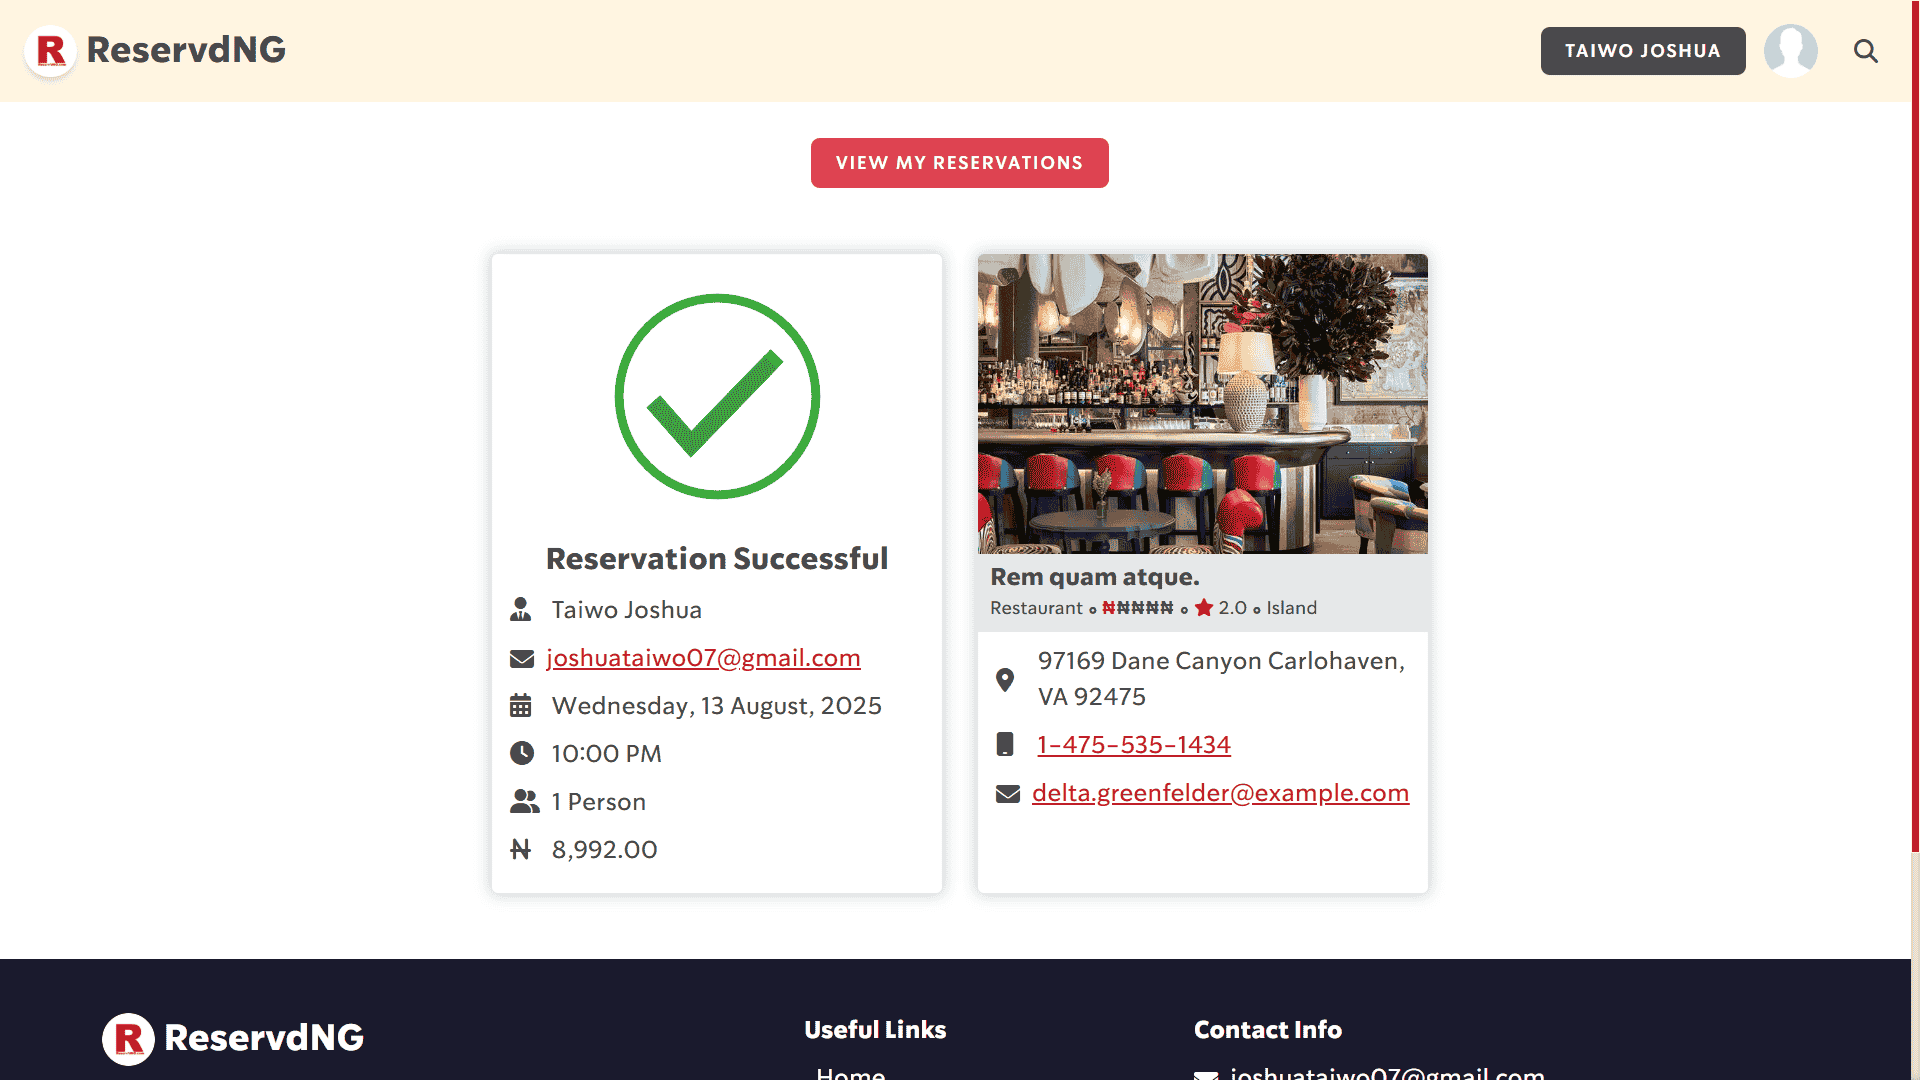 R ReservdNG
TAIWO JOSHUA
VIEW MY RESERVATIONS
Reservation Successful
Taiwo Joshua
joshuataiwo07@gmail.com
Wednesday, 13 August, 2025
10:00 PM
1 Person
₦ 8,992.00
Rem quam atque.
Restaurant ∘ ₦₦₦₦₦ ∘ ★ 2.0 ∘ Island
97169 Dane Canyon Carlohaven,
VA 92475
1-475-535-1434
delta.greenfelder@example.com
R ReservdNG
Useful Links
Home
Contact Info
joshuataiwo07@gmail.com